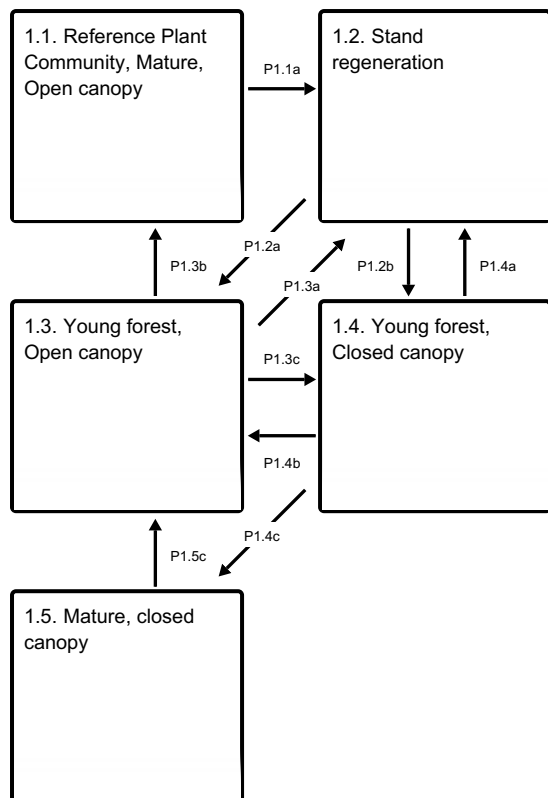 1.1. Reference Plant
Community, Mature,
Open canopy
P1.1a
1.2. Stand
regeneration
P1.3b
P1.2a
P1.3a
P1.2b
P1.4a
1.3. Young forest,
Open canopy
P1.3c
1.4. Young forest,
Closed canopy
P1.4b
P1.5c
P1.4c
1.5. Mature, closed
canopy